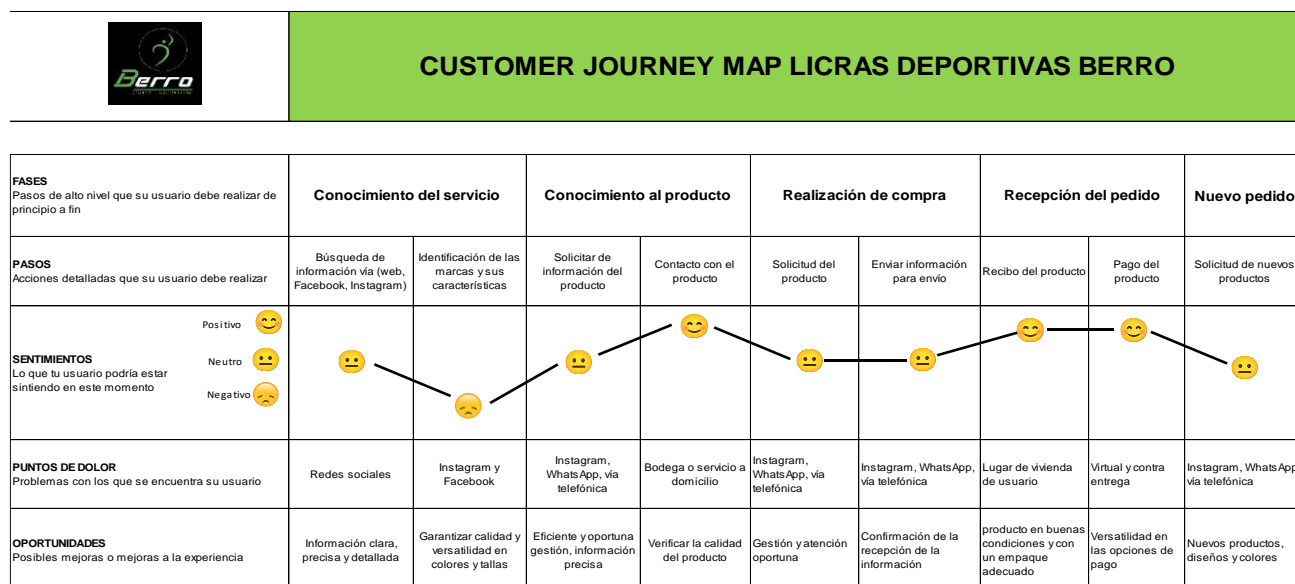 Berro
CUSTOMER JOURNEY MAP LICRAS DEPORTIVAS BERRO
FASES
Pasos de alto nivel que su usuario debe realizar de
principio a fin
Conocimiento del servicio
Conocimiento al producto
Realización de compra
Recepción del pedido
Nuevo pedido
PASOS
Acciones detalladas que su usuario debe realizar
Búsqueda de
información vía (web,
Facebook, Instagram)
Identificación de las
marcas y sus
características
Solicitar de
información del
producto
Contacto con el
producto
Solicitud del
producto
Enviar información
para envío
Recibo del producto
Pago del
producto
Solicitud de nuevos
productos
SENTIMIENTOS
Lo que tu usuario podría estar
sintiendo en este momento
Positivo
Neutro
Negativo
PUNTOS DE DOLOR
Problemas con los que se encuentra su usuario
Redes sociales
Instagram y
Facebook
Instagram,
WhatsApp, vía
telefónica
Bodega o servicio a
domicilio
Instagram,
WhatsApp, vía
telefónica
Instagram, WhatsApp,
vía telefónica
Lugar de vivienda
de usuario
Virtual y contra
entrega
Instagram, WhatsApp
vía telefónica
OPORTUNIDADES
Posibles mejoras o mejoras a la experiencia
Información clara,
precisa y detallada
Garantizar calidad y
versatilidad en
colores y tallas
Eficiente y oportuna
gestión, información
precisa
Verificar la calidad
del producto
Gestión y atención
oportuna
Confirmación de la
recepción de la
información
producto en buenas
condiciones y con
un empaque
adecuado
Versatilidad en
las opciones de
pago
Nuevos productos,
diseños y colores